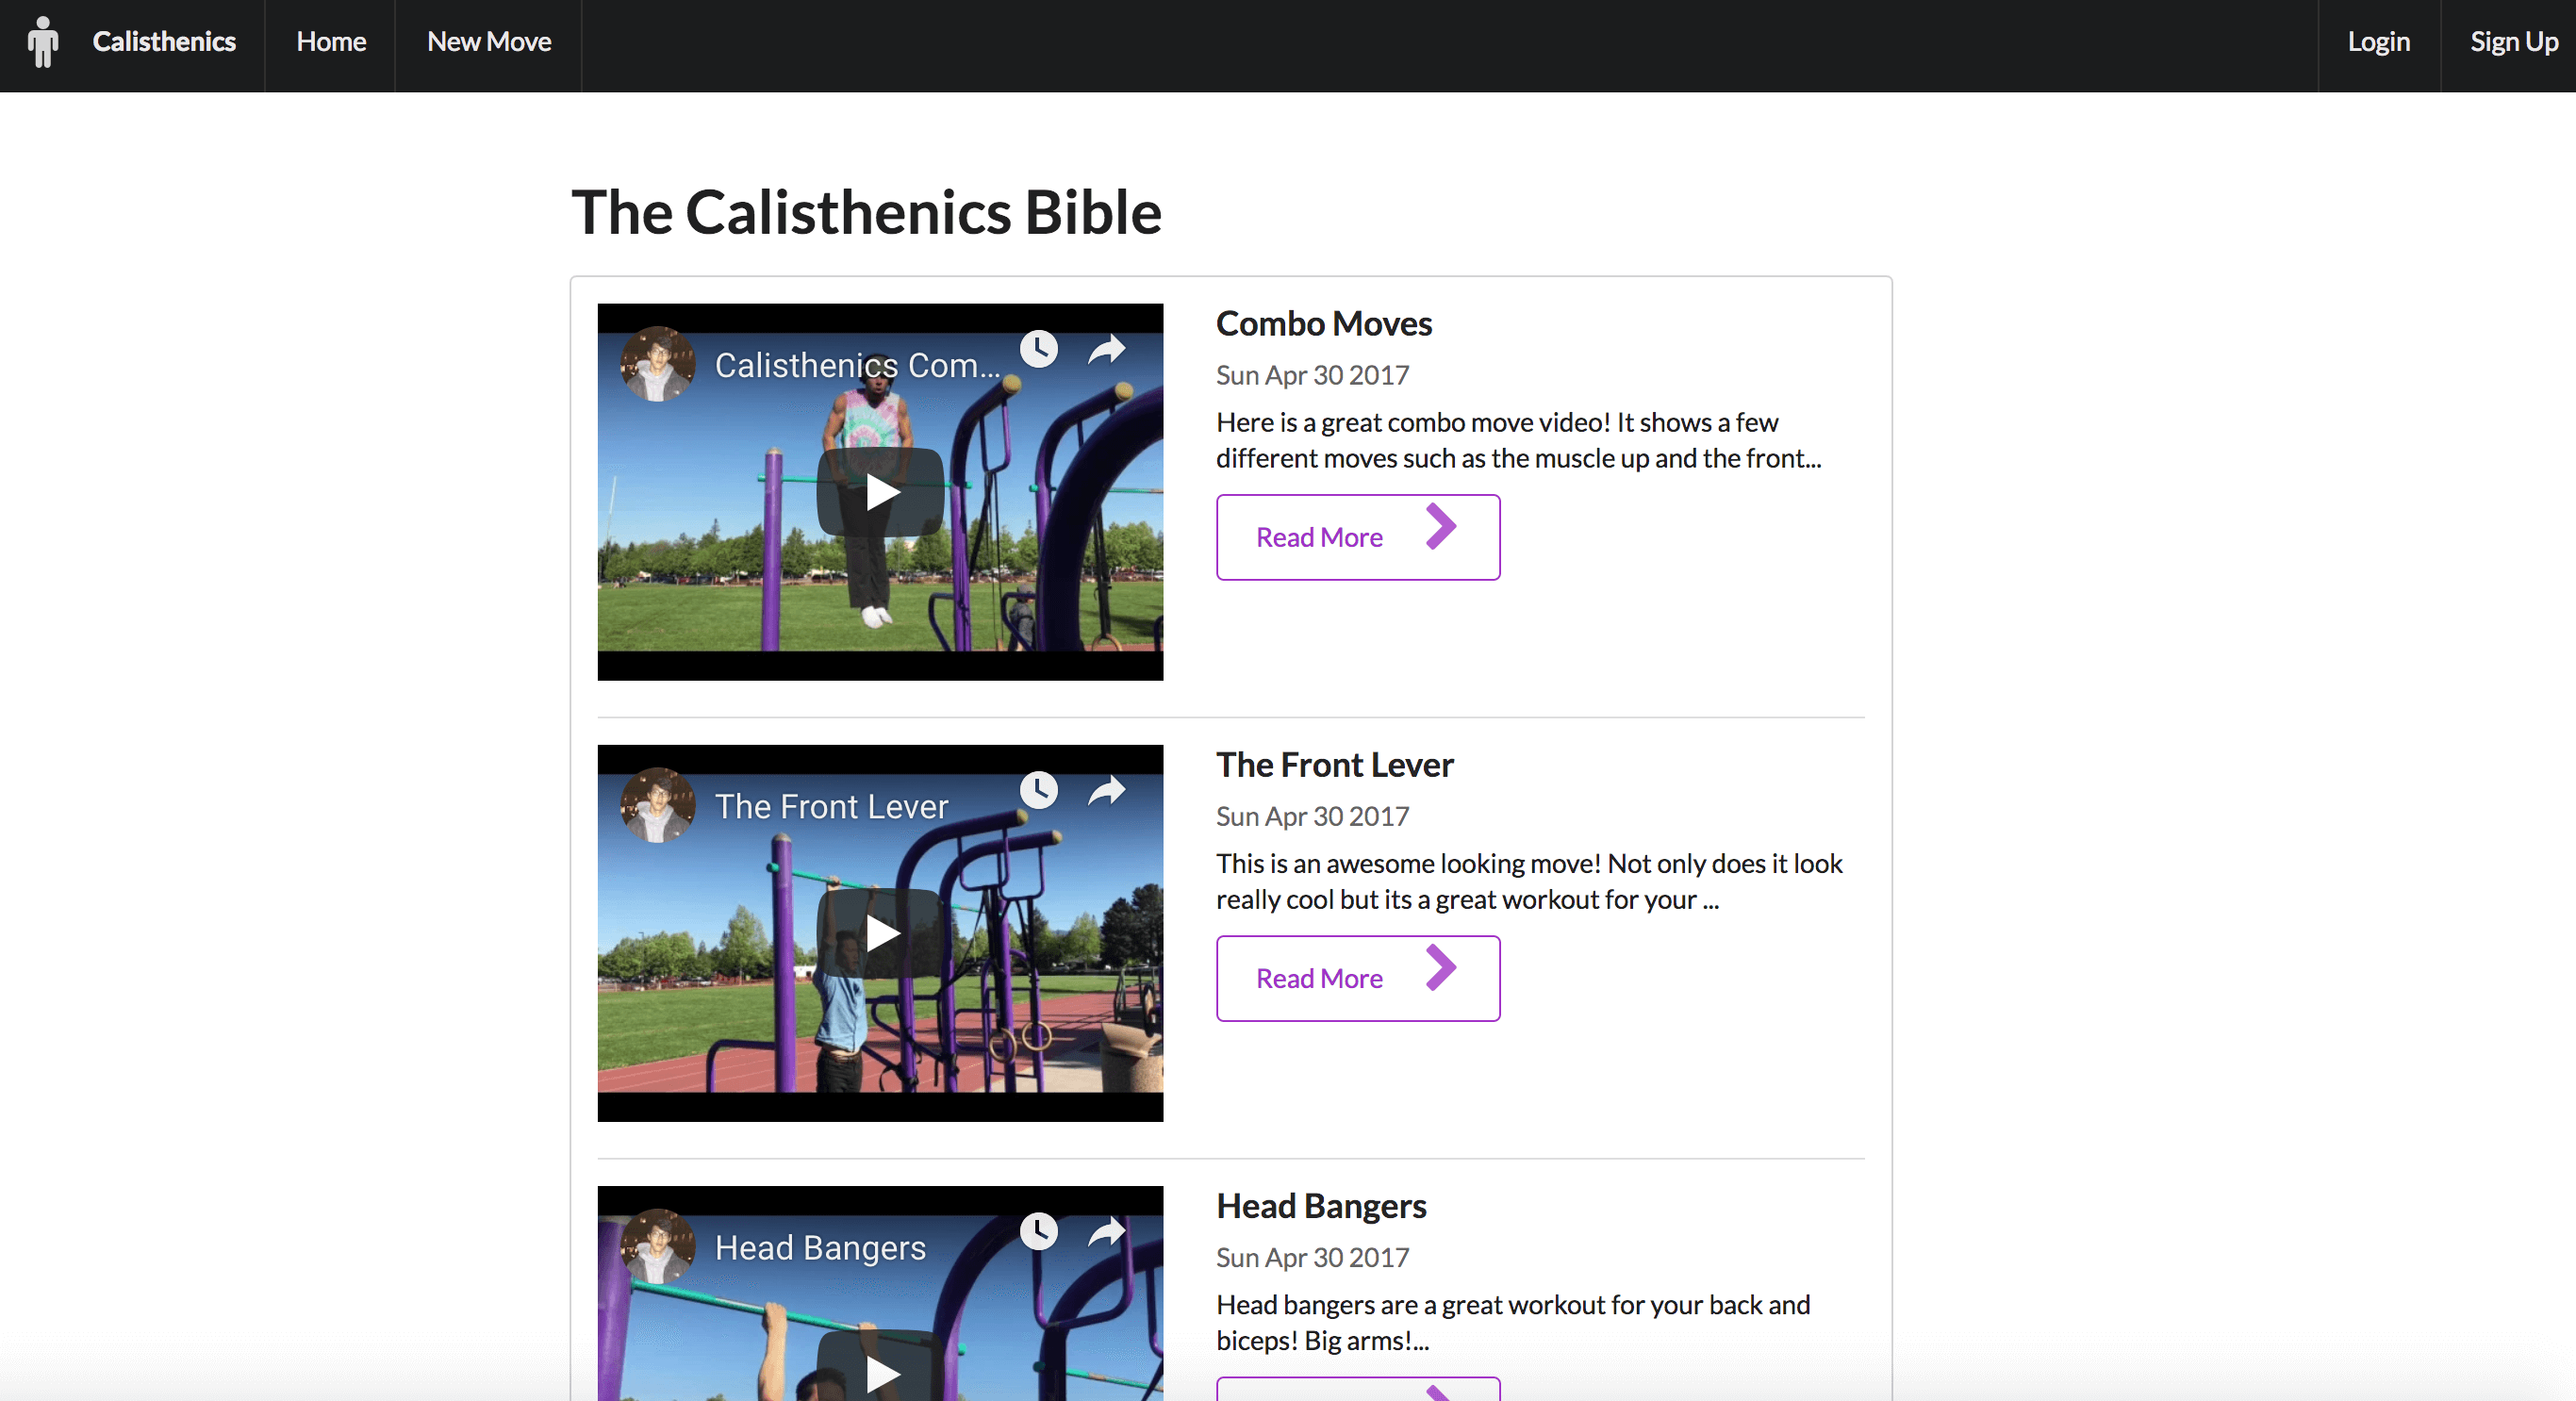 Calisthenics
Home
New Move
Login
Sign Up
The Calisthenics Bible
Calisthenics Com...
Combo Moves
Sun Apr 30 2017
Here is a great combo move video! It shows a few
different moves such as the muscle up and the front...
Read More
The Front Lever
The Front Lever
Sun Apr 30 2017
This is an awesome looking move! Not only does it look
really cool but its a great workout for your ...
Read More
Head Bangers
Head Bangers
Sun Apr 30 2017
Head bangers are a great workout for your back and
biceps! Big arms!...